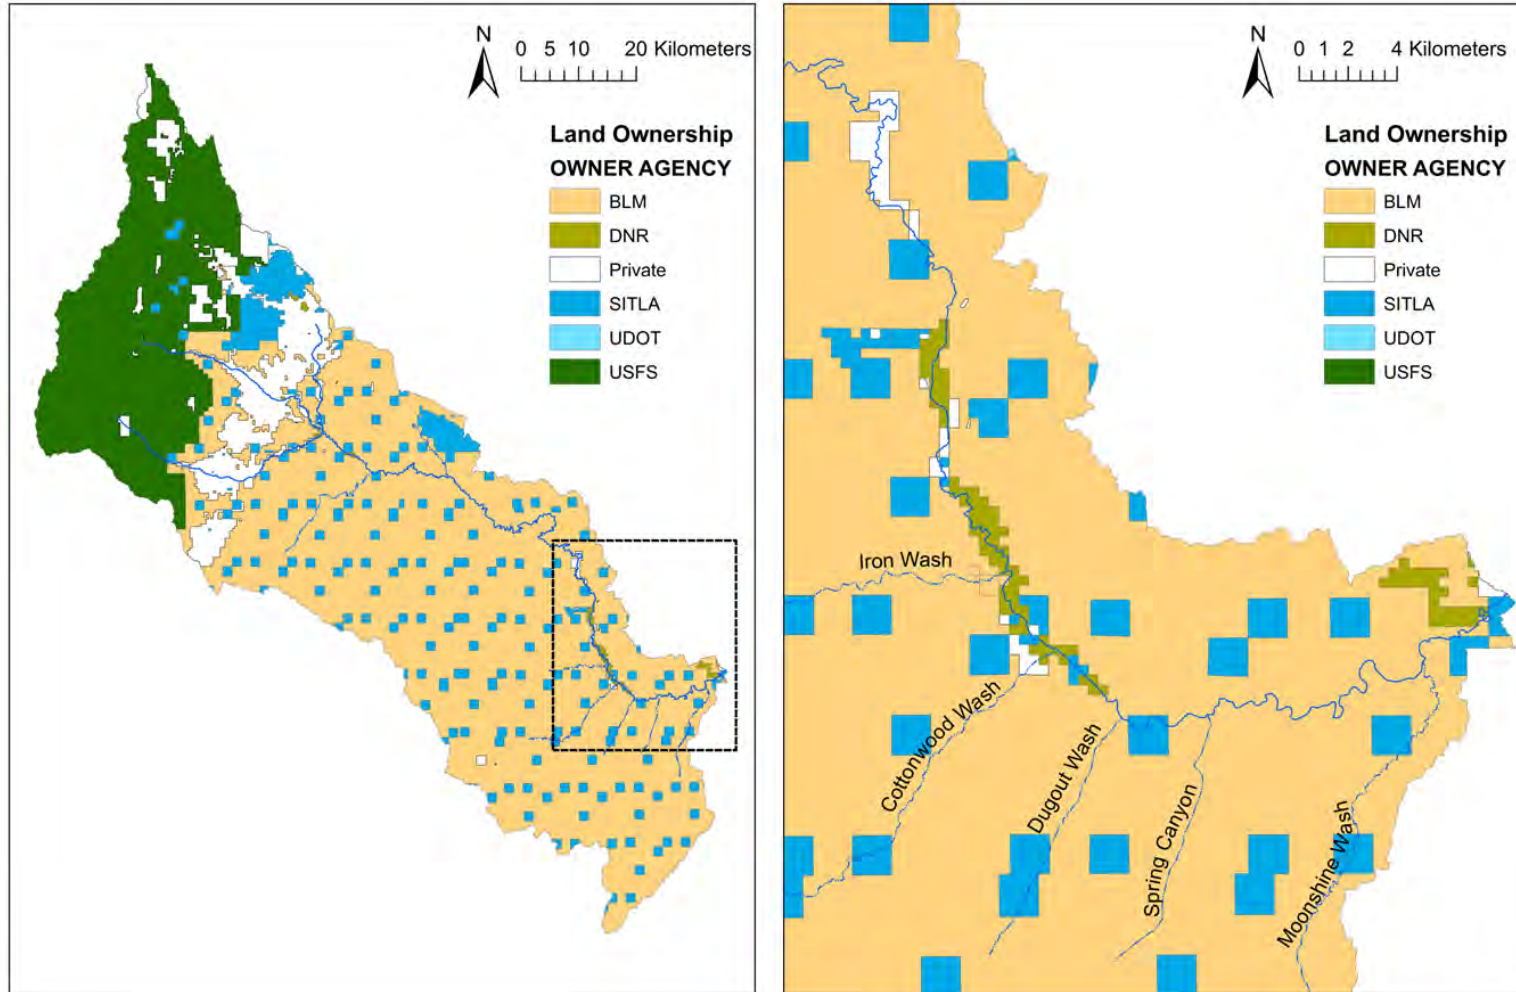 N
0 5 10 20 Kilometers
Land Ownership
OWNER AGENCY
BLM
DNR
Private
SITLA
UDOT
USFS
N
0 1 2 4 Kilometers
Land Ownership
OWNER AGENCY
BLM
DNR
Private
SITLA
UDOT
USFS
Iron Wash
Cottonwood Wash
Dugout Wash
Spring Canyon
Moonshine Wash